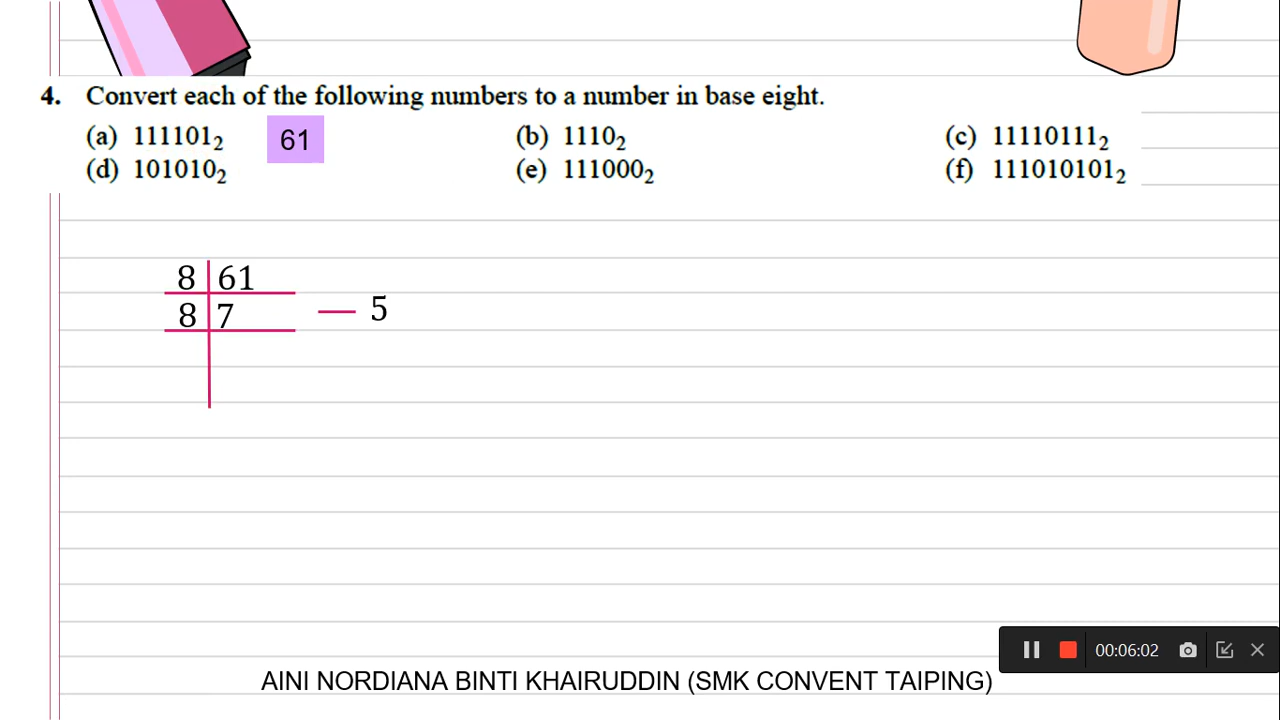 4. Convert each of the following numbers to a number in base eight.
(a) 111101₂ 61 (b) 1110₂ (c) 11110111₂
(d) 101010₂ (e) 111000₂ (f) 111010101₂
8 61
8 7 — 5
00:06:02
AINI NORDIANA BINTI KHAIRUDDIN (SMK CONVENT TAIPING)